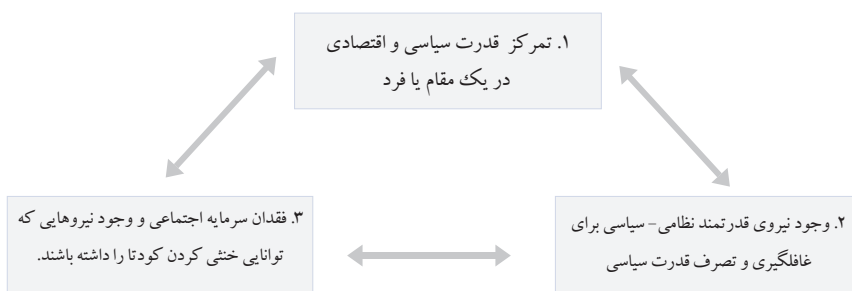 ۱. تمرکز قدرت سیاسی و اقتصادی
در یک مقام یا فرد
۲. وجود نیروی قدرتمند نظامی- سیاسی برای
غافلگیری و تصرف قدرت سیاسی
۳. فقدان سرمایه اجتماعی و وجود نیروهایی که
توانایی خنثی کردن کودتا را داشته باشند.